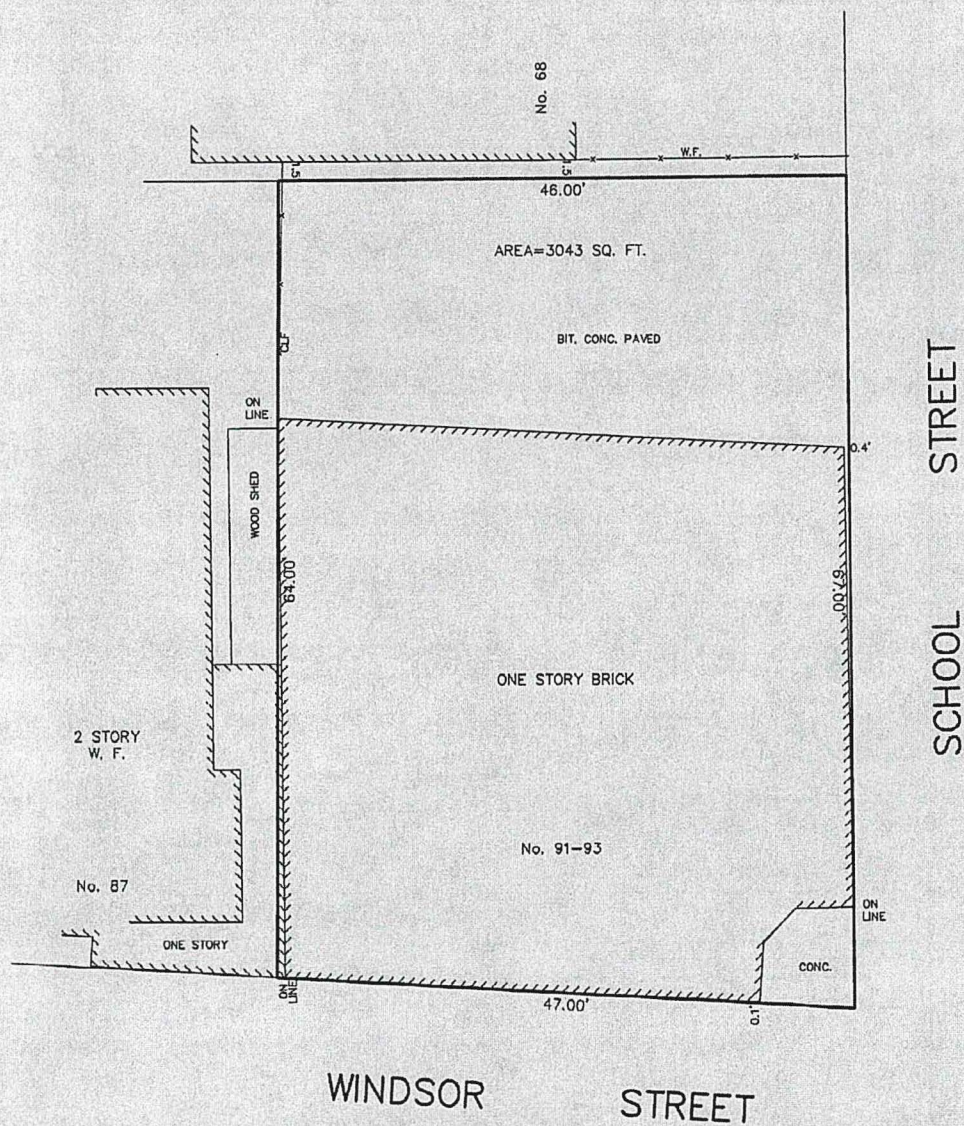 No. 68
1.5
1.5
W.F.
46.00'
AREA=3043 SQ. FT.
BIT. CONC. PAVED
CLF
ON
LINE
0.4'
WOOD SHED
64.00'
67.00'
SCHOOL STREET
ONE STORY BRICK
2 STORY
W. F.
No. 91-93
No. 87
ONE STORY
ON
LINE
CONC.
ON
LINE
47.00'
0.1'
WINDSOR STREET